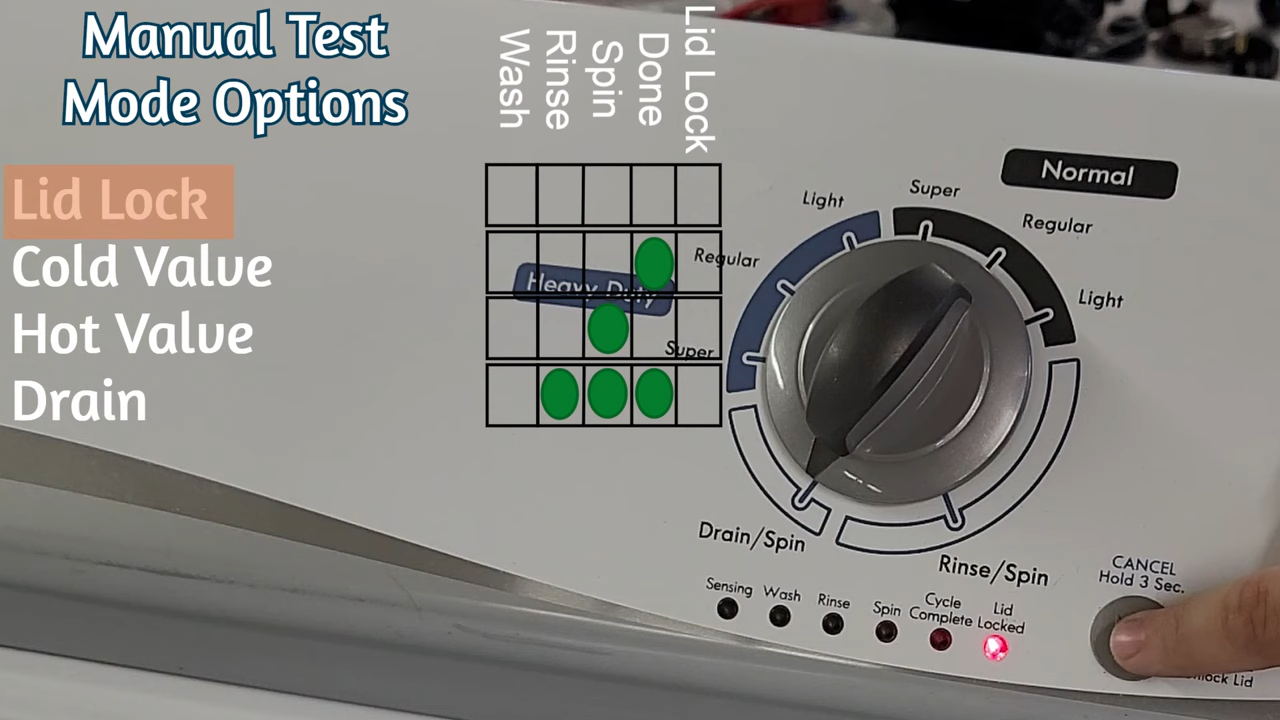 Manual Test
Mode Options
Wash
Rinse
Spin
Done
Lid Lock
Lid Lock
Cold Valve
Hot Valve
Drain
Heavy Duty
Normal
Light
Super
Regular
Regular
Light
Super
Drain/Spin
Rinse/Spin
CANCEL
Hold 3 Sec.
Sensing
Wash
Rinse
Spin
Cycle
Complete
Lid
Locked
Lid